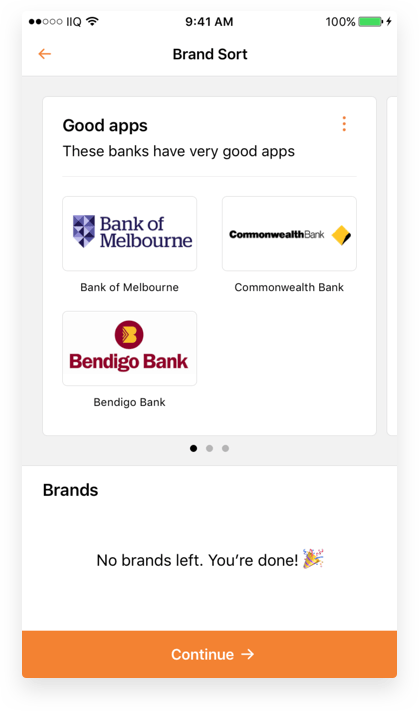 IIQ 9:41 AM 100%
Brand Sort
Good apps
These banks have very good apps
Bank of
Melbourne
CommonwealthBank
Bank of Melbourne
Commonwealth Bank
Bendigo Bank
Bendigo Bank
Brands
No brands left. You’re done! 🎉
Continue →